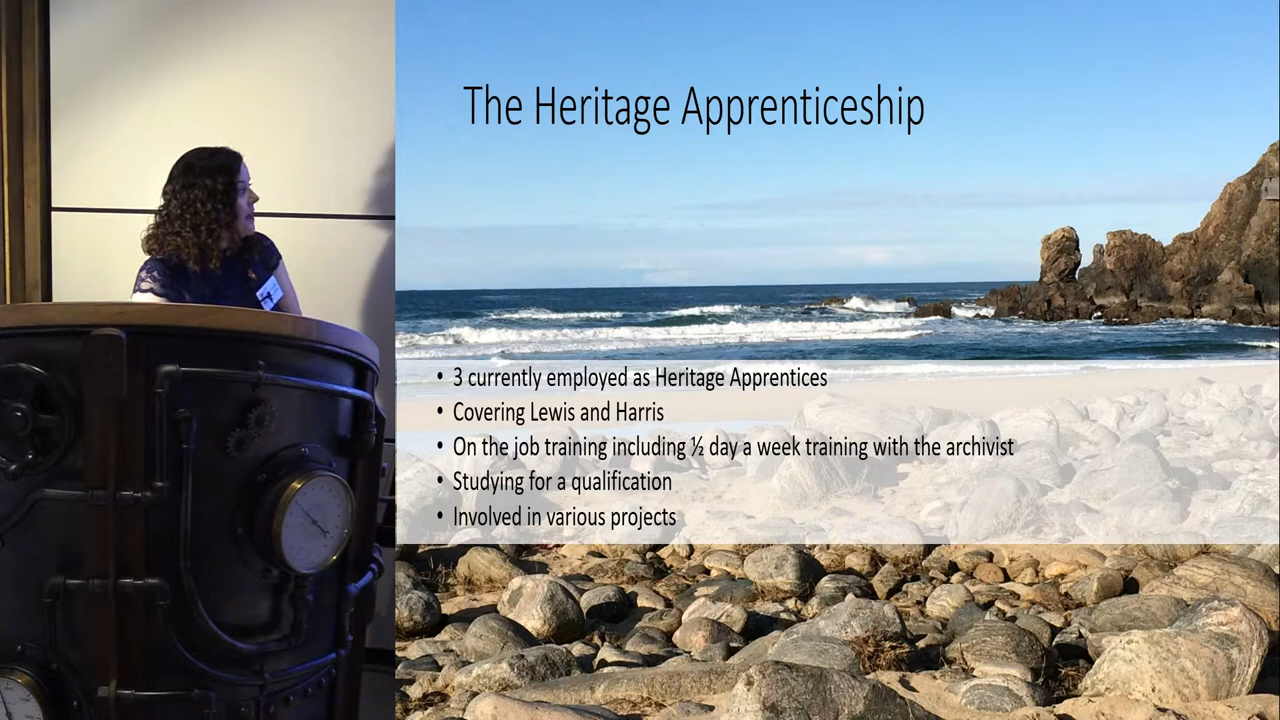 The Heritage Apprenticeship
• 3 currently employed as Heritage Apprentices
• Covering Lewis and Harris
• On the job training including ½ day a week training with the archivist
• Studying for a qualification
• Involved in various projects